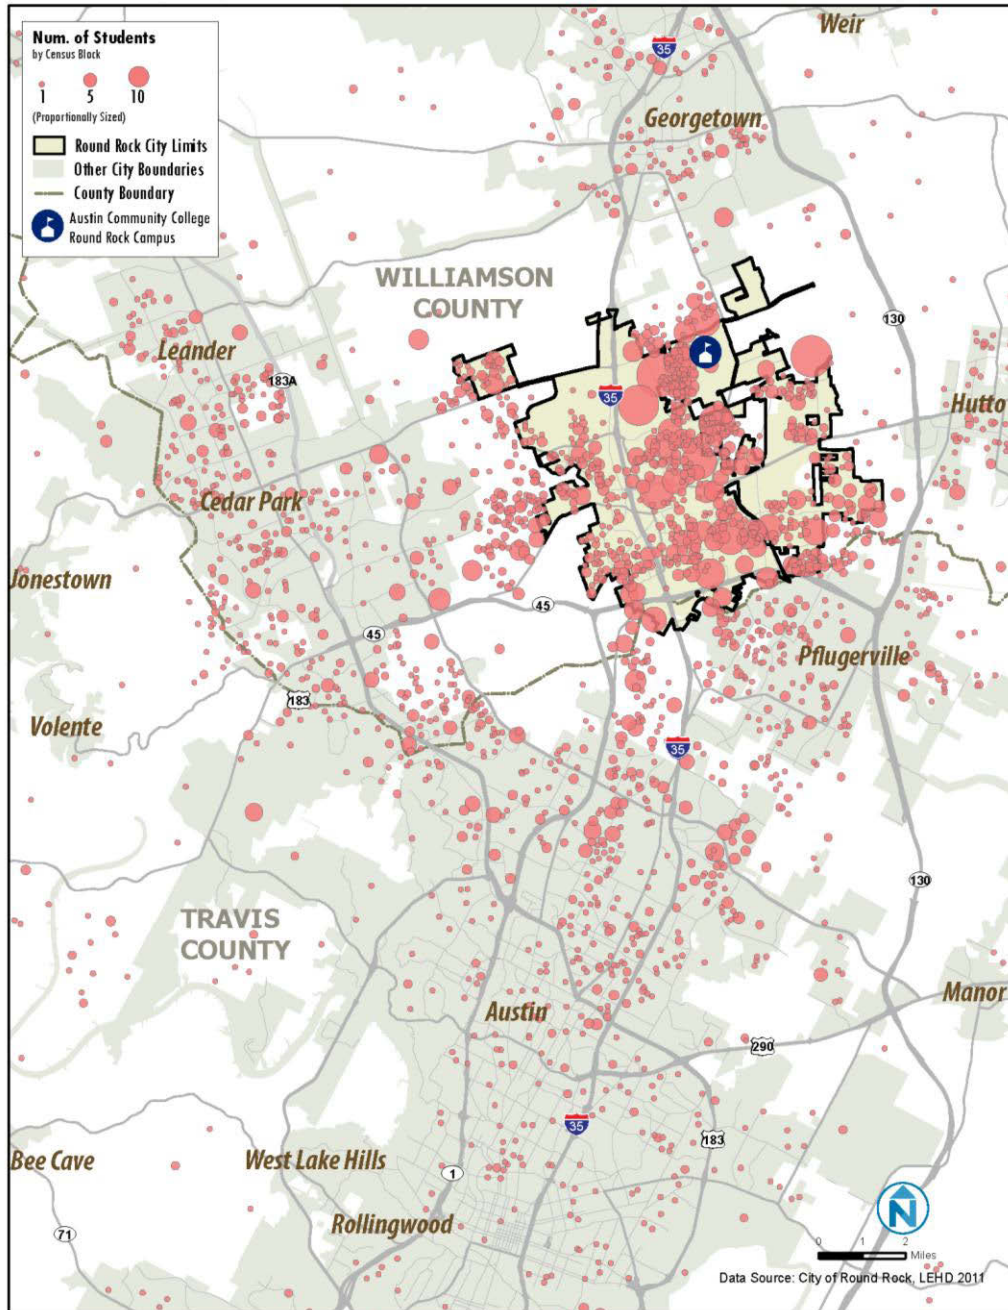 Num. of Students
by Census Block
1 5 10
(Proportionally Sized)
Round Rock City Limits
Other City Boundaries
County Boundary
Austin Community College
Round Rock Campus
Weir
35
Georgetown
WILLIAMSON
COUNTY
130
Leander
183A
35
Hutto
Cedar Park
Jonestown
45
45
Pflugerville
183
Volente
35
130
TRAVIS
COUNTY
Manor
Austin
290
35
183
Bee Cave
West Lake Hills
1
Rollingwood
71
N
0 1 2
Miles
Data Source: City of Round Rock, LEHD 2011